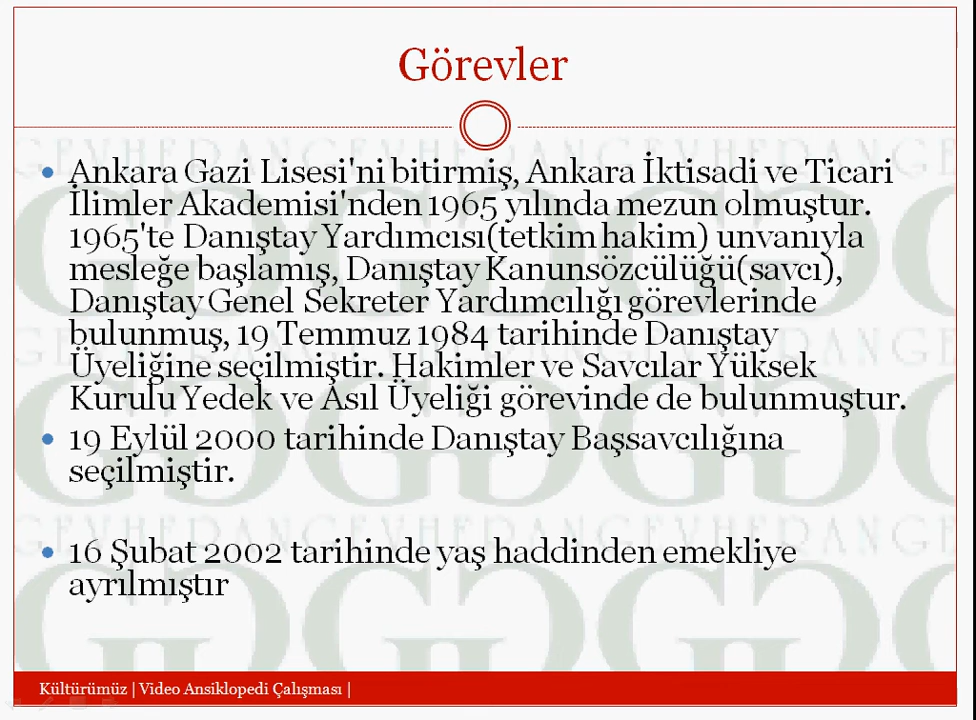 Görevler
Ankara Gazi Lisesi'ni bitirmiş, Ankara İktisadi ve Ticari
İlimler Akademisi'nden 1965 yılında mezun olmuştur.
1965'te Danıştay Yardımcısı(tetkim hakim) unvanıyla
mesleğe başlamış, Danıştay Kanunsözcülüğü(savcı),
Danıştay Genel Sekreter Yardımcılığı görevlerinde
bulunmuş, 19 Temmuz 1984 tarihinde Danıştay
Üyeliğine seçilmiştir. Hakimler ve Savcılar Yüksek
Kurulu Yedek ve Asıl Üyeliği görevinde de bulunmuştur.
19 Eylül 2000 tarihinde Danıştay Başsavcılığına
seçilmiştir.
16 Şubat 2002 tarihinde yaş haddinden emekliye
ayrılmıştır
Kültürümüz | Video Ansiklopedi Çalışması |